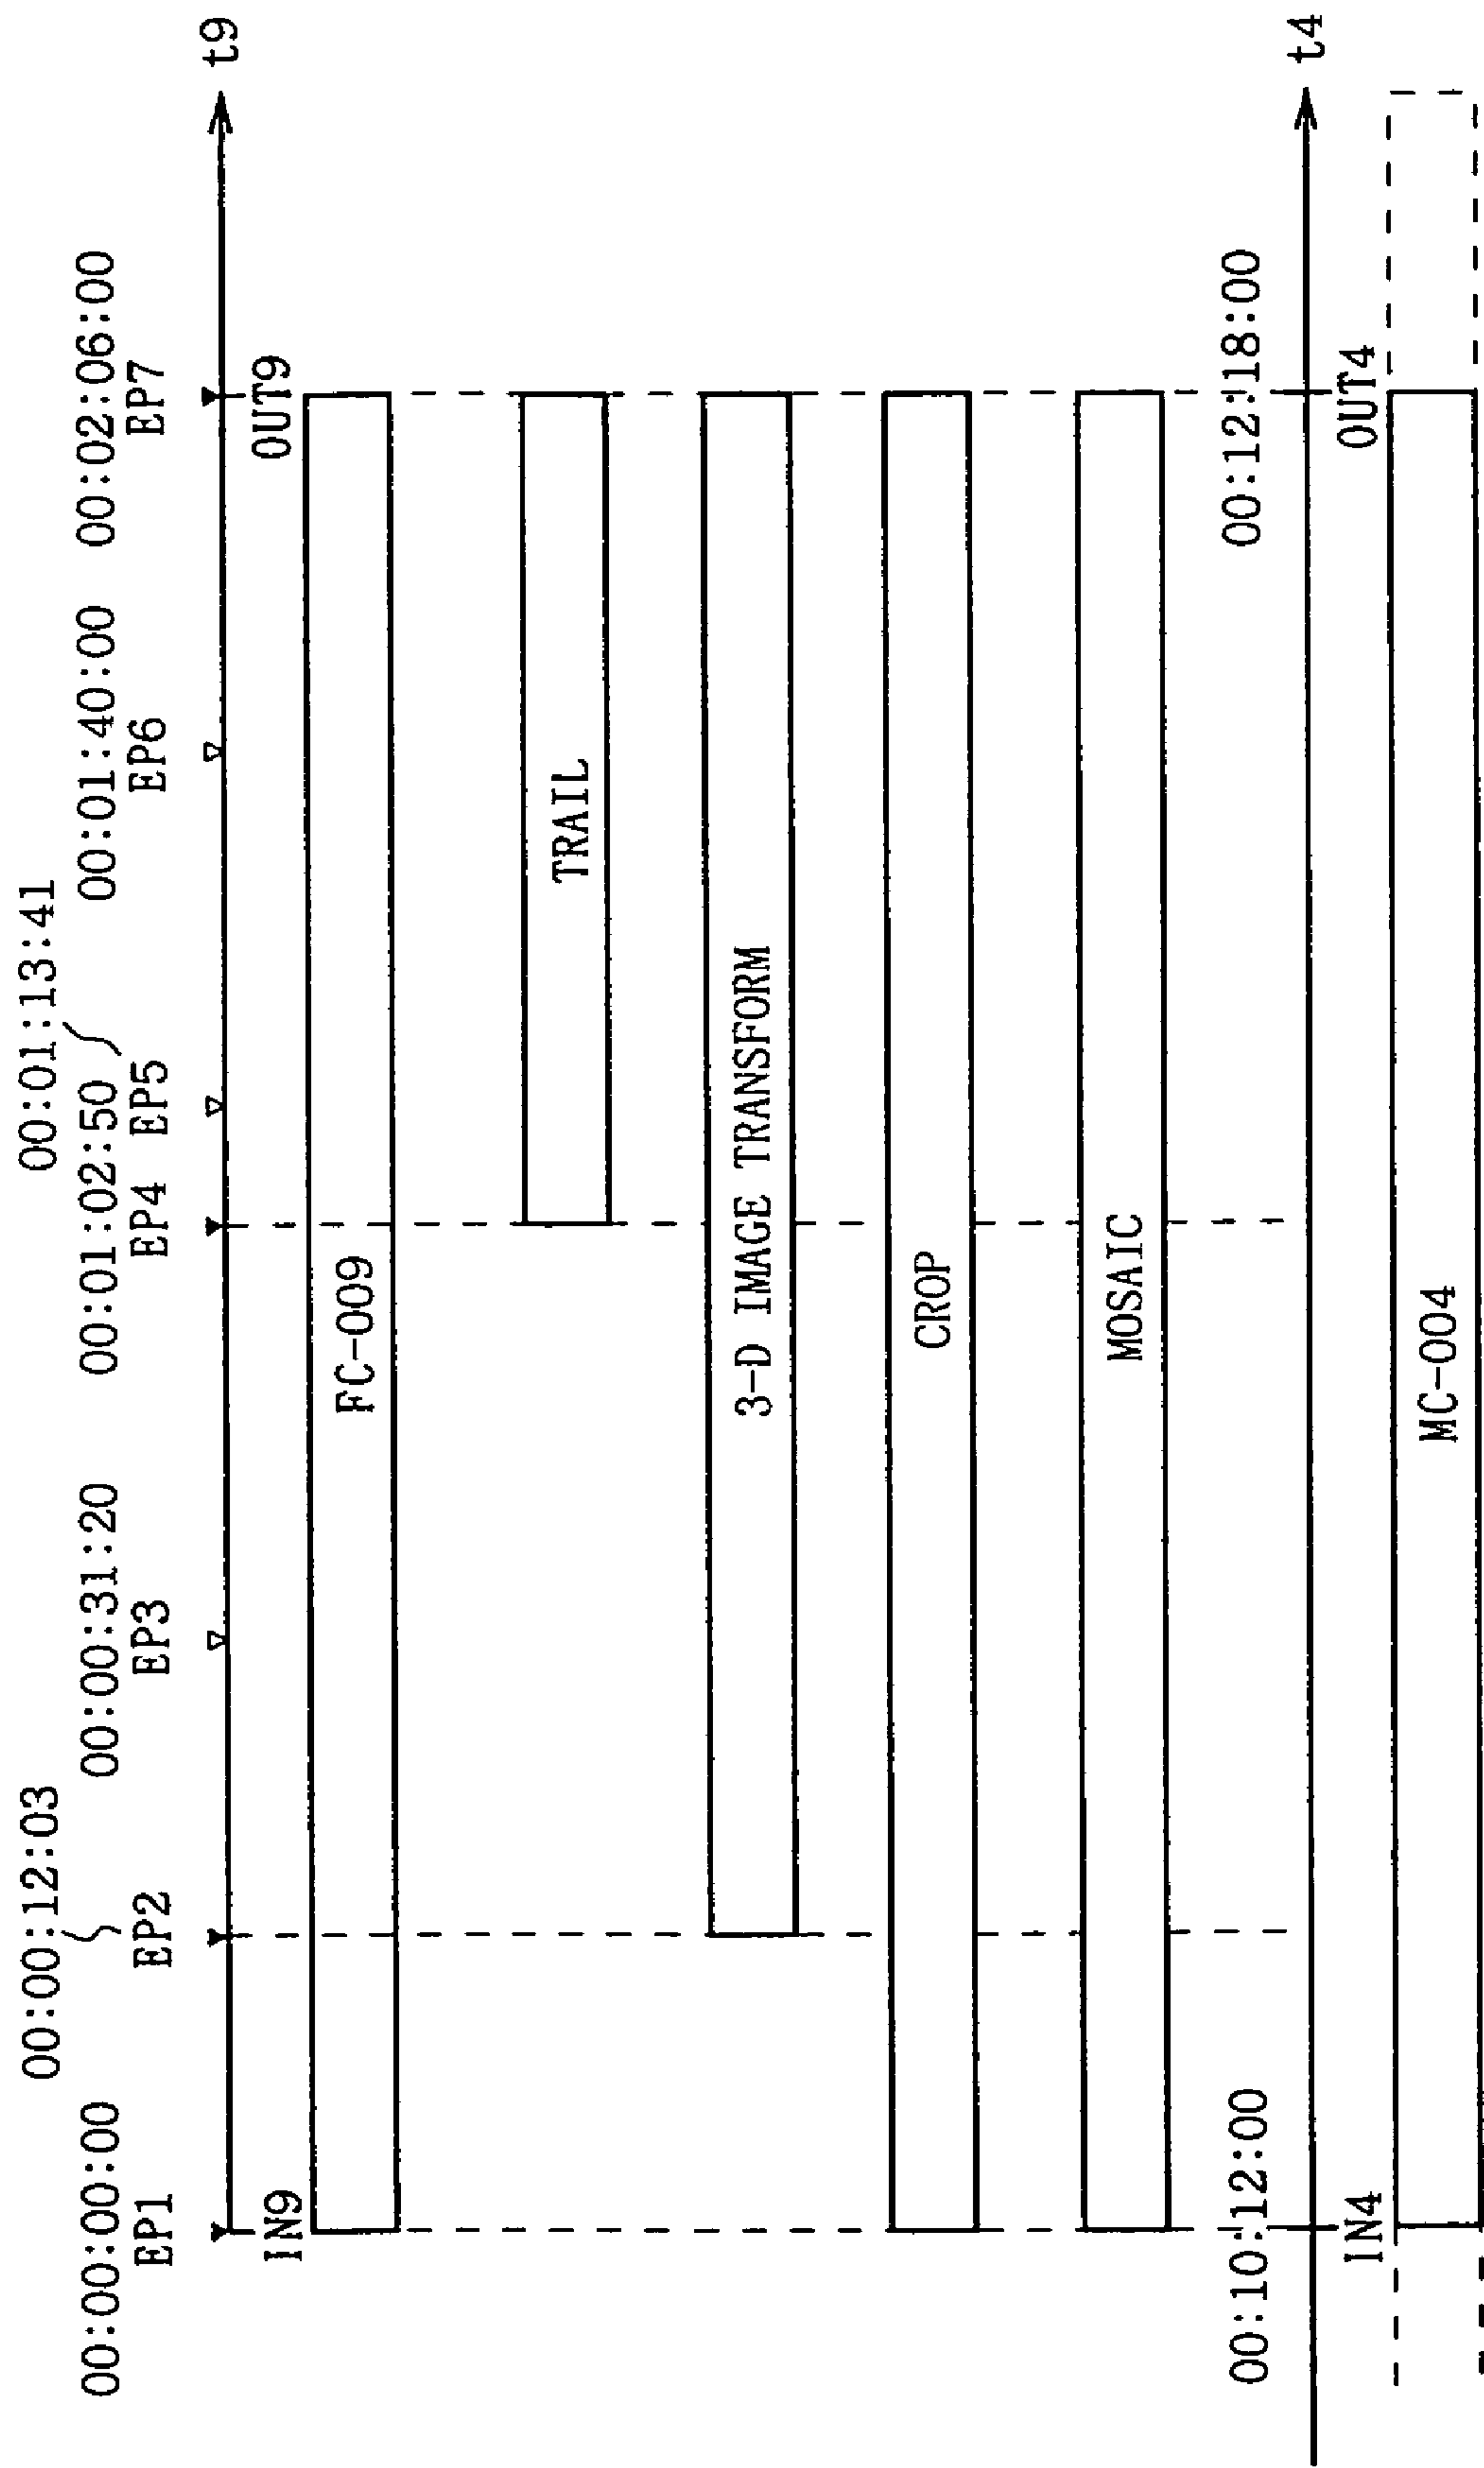 00:00:12:03 00:01:13:41
00:00:00:00 00:00:31:20 00:01:02:50 00:01:40:00 00:02:06:00
EP1 EP2 EP3 EP4 EP5 EP6 EP7
t9
IN9 OUT9
FC-009
TRAIL
3-D IMAGE TRANSFORM
CROP
MOSAIC
00:10:12:00 00:12:18:00
t4
IN4 OUT4
MC-004